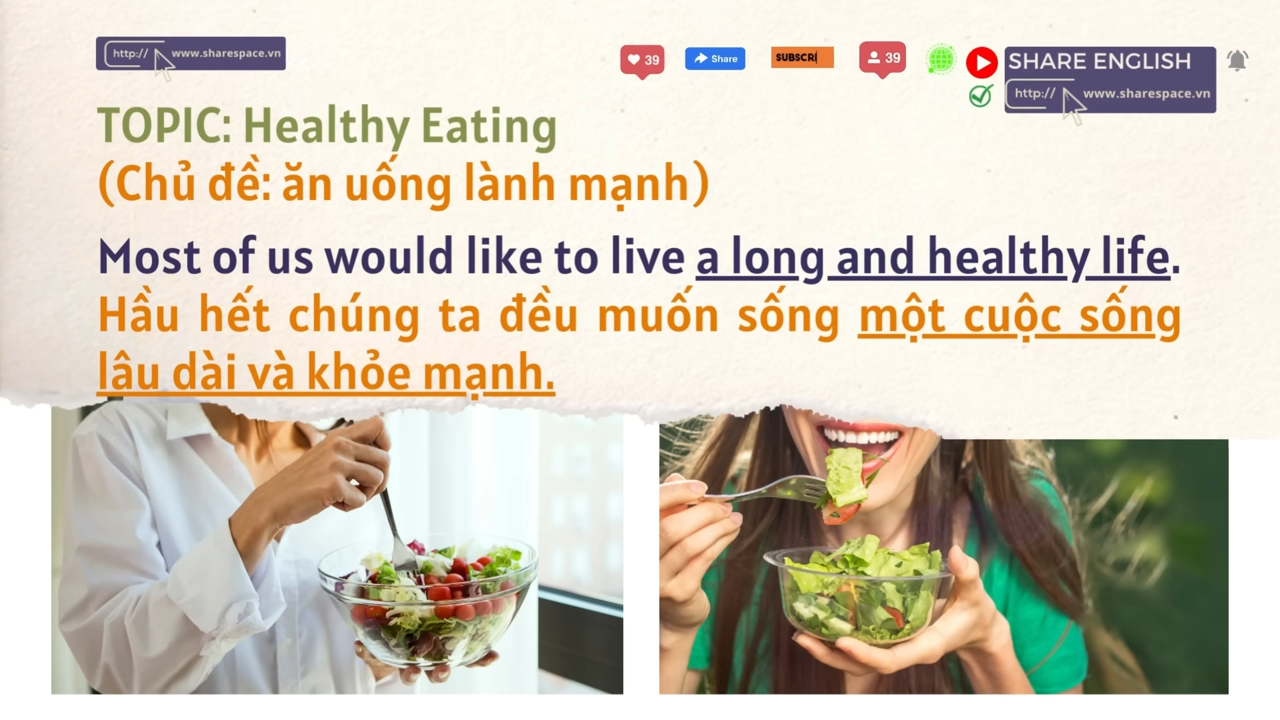 http:// www.sharespace.vn
39 Share SUBSCRI 39 SHARE ENGLISH
http:// www.sharespace.vn
TOPIC: Healthy Eating
(Chủ đề: ăn uống lành mạnh)
Most of us would like to live a long and healthy life.
Hầu hết chúng ta đều muốn sống một cuộc sống
lâu dài và khỏe mạnh.